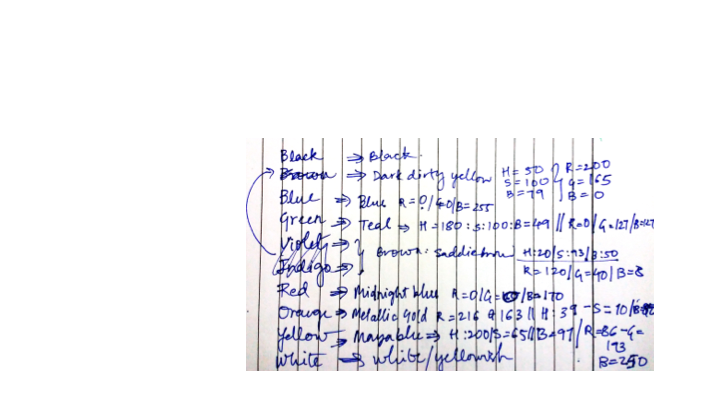 Black ⇒ Black.
Brown ⇒ Dark dirty yellow H=50 S=100 B=79 } R=200 G=165 B=0
Blue ⇒ Blue R=0/G=0/B=255
Green ⇒ Teal ⇒ H=180:S:100:B=49 // R=0/G=127/B=127
Violet ⇒ }
Brown: saddlebrown H:20/S:93/B:50
Indigo ⇒ R=120/G=40/B=8
Red ⇒ Midnight blue R=0/G= /B=170
Orange ⇒ Metallic gold R=216 163 // H:39-S=10/B=
Yellow ⇒ Mayablue ⇒ H:200/S=65//B=97/R=86-G=
193
White ⇒ white/yellowish B=250